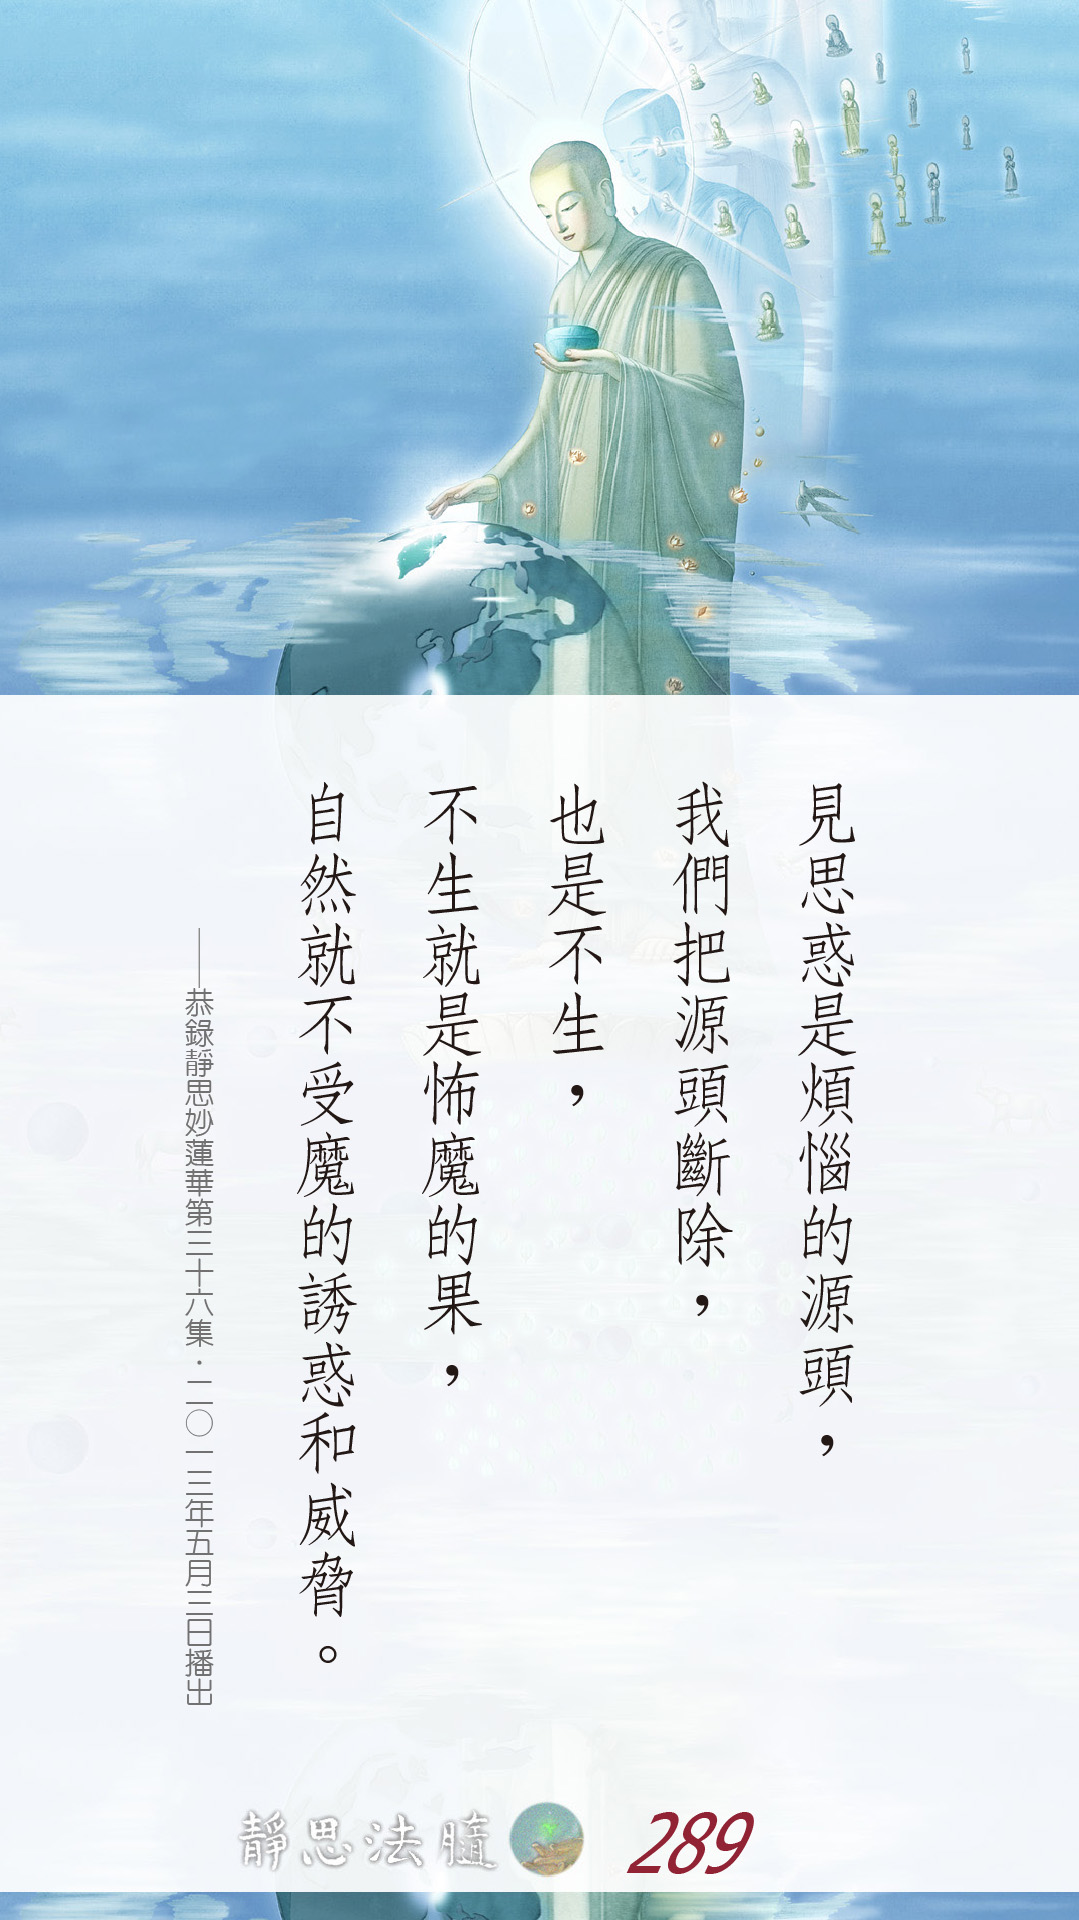 見思惑是煩惱的源頭，
我們把源頭斷除，
也是不生，
不生就是怖魔的果，
自然就不受魔的誘惑和威脅。
——恭錄靜思妙蓮華第三十六集．二〇一三年五月三日播出
靜思法髓 289